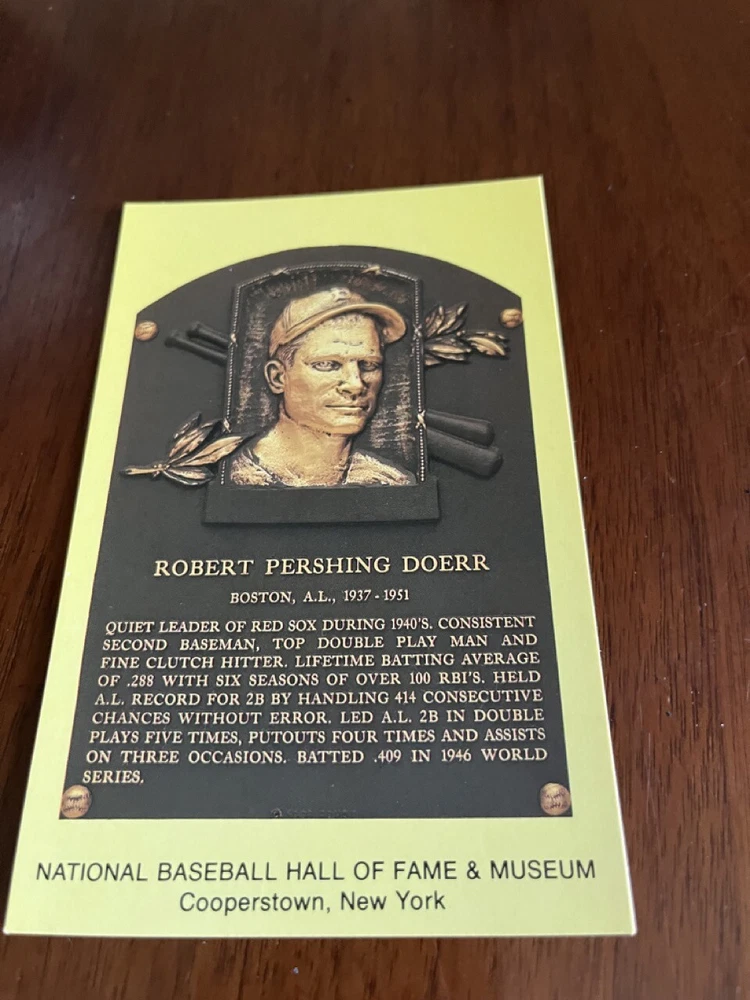 ROBERT PERSHING DOERR
BOSTON, A.L., 1937-1951
QUIET LEADER OF RED SOX DURING 1940'S. CONSISTENT
SECOND BASEMAN, TOP DOUBLE PLAY MAN AND
FINE CLUTCH HITTER. LIFETIME BATTING AVERAGE
OF .288 WITH SIX SEASONS OF OVER 100 RBI'S. HELD
A.L. RECORD FOR 2B BY HANDLING 414 CONSECUTIVE
CHANCES WITHOUT ERROR. LED A.L. 2B IN DOUBLE
PLAYS FIVE TIMES, PUTOUTS FOUR TIMES AND ASSISTS
ON THREE OCCASIONS. BATTED .409 IN 1946 WORLD
SERIES.
NATIONAL BASEBALL HALL OF FAME & MUSEUM
Cooperstown, New York